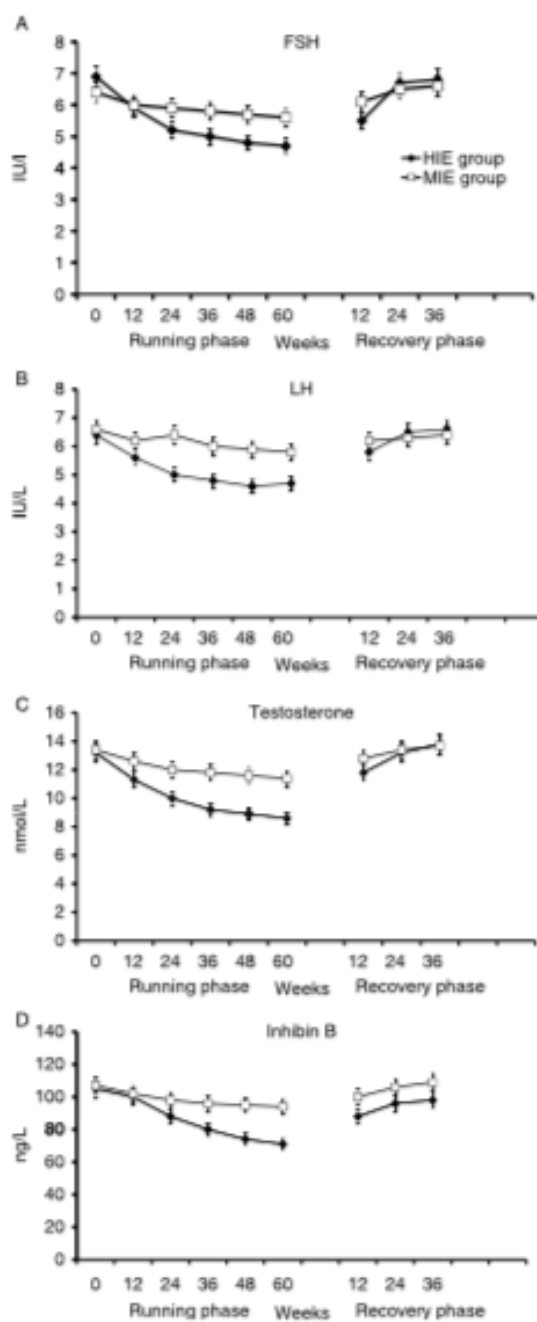 A
FSH
8
7
6
5
4
3
2
1
0
IU/l
HIE group
MIE group
0 12 24 36 48 60 12 24 36
Running phase Weeks Recovery phase
B
LH
8
7
6
5
4
3
2
1
0
IU/L
0 12 24 36 48 60 12 24 36
Running phase Weeks Recovery phase
C
Testosterone
16
14
12
10
8
6
4
2
0
nmol/L
0 12 24 36 48 60 12 24 36
Running phase Weeks Recovery phase
D
Inhibin B
140
120
100
80
60
40
20
0
ng/L
0 12 24 36 48 60 12 24 36
Running phase Weeks Recovery phase